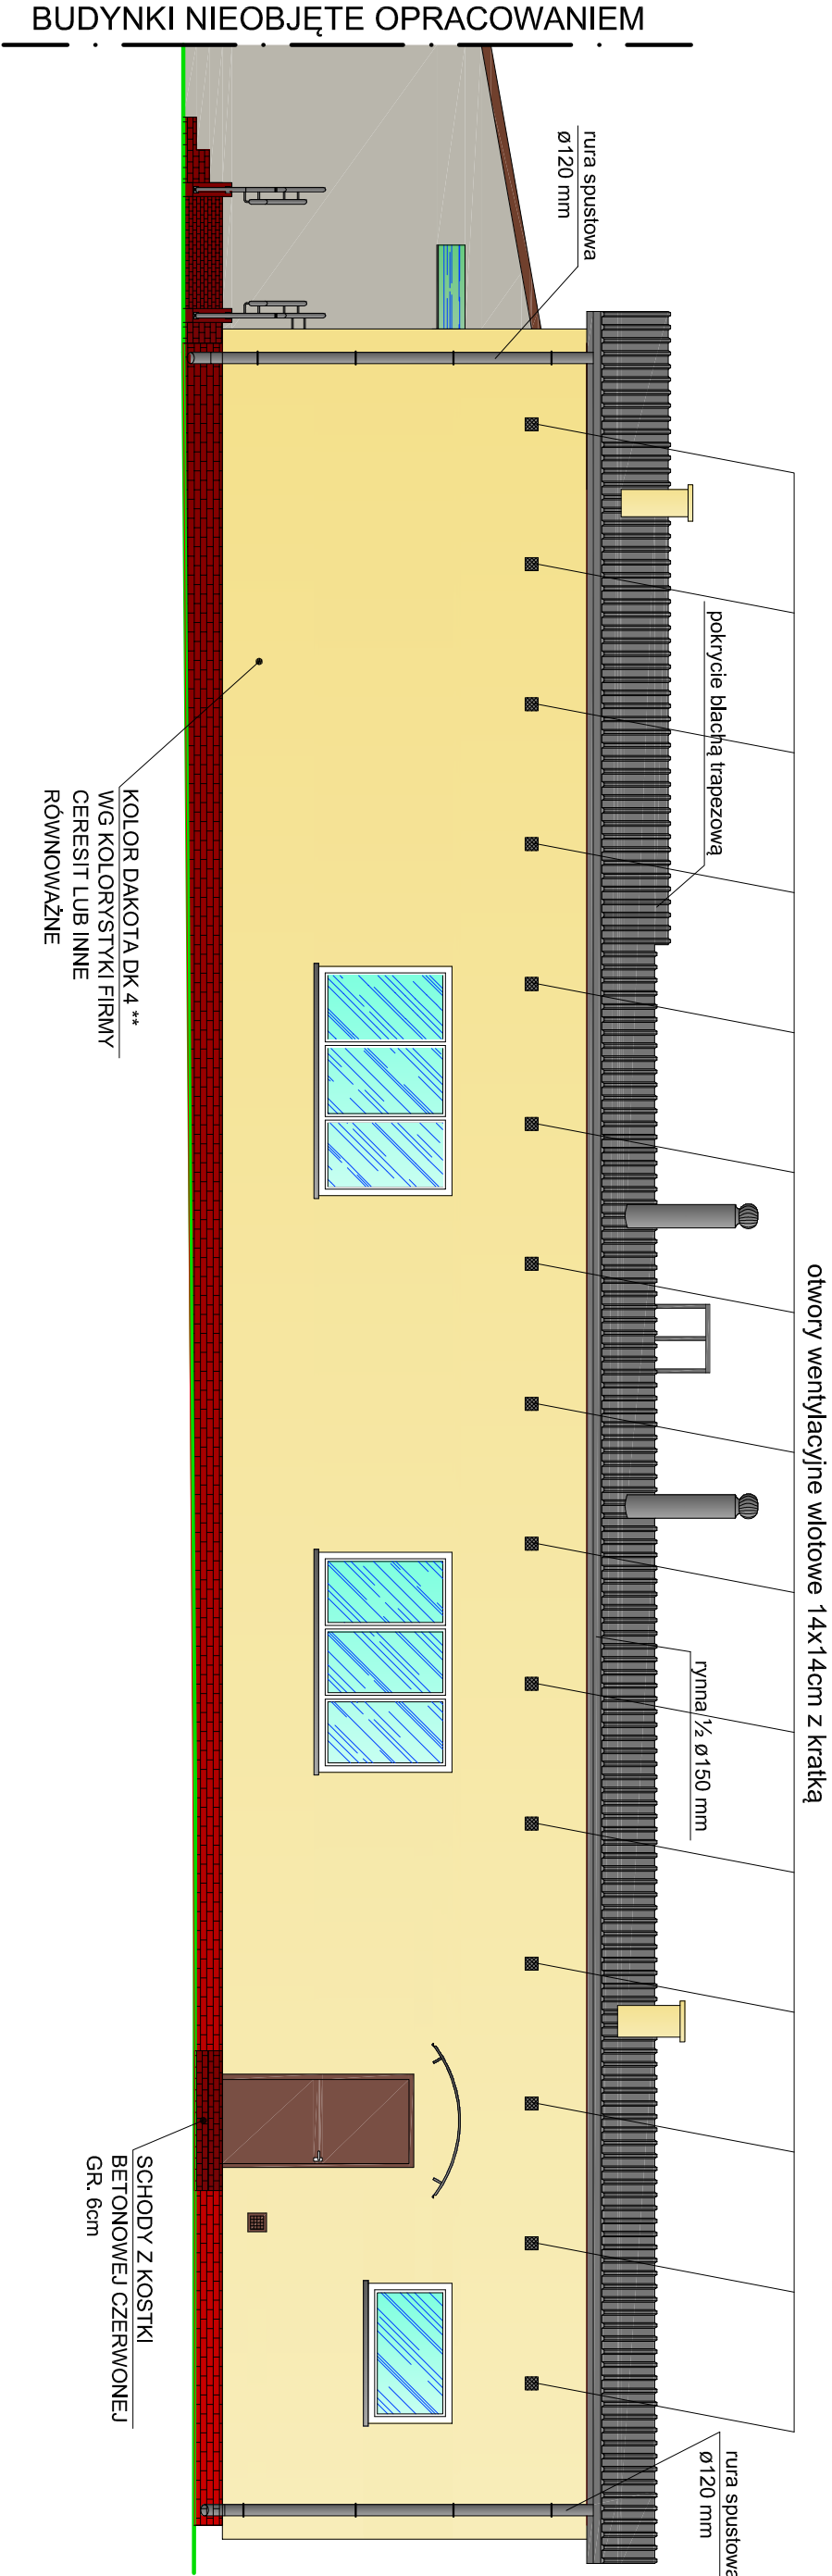 BUDYNKI NIEOBJĘTE OPRACOWANIEM
rura spustowa
ø120 mm
pokrycie blachą trapezową
otwory wentylacyjne wlotowe 14x14cm z kratką
rynna ½ ø150 mm
rura spustowa
ø120 mm
KOLOR DAKOTA DK 4 **
WG KOLORYSTYKI FIRMY
CERESIT LUB INNE
RÓWNOWAŻNE
SCHODY Z KOSTKI
BETONOWEJ CZERWONEJ
GR. 6cm